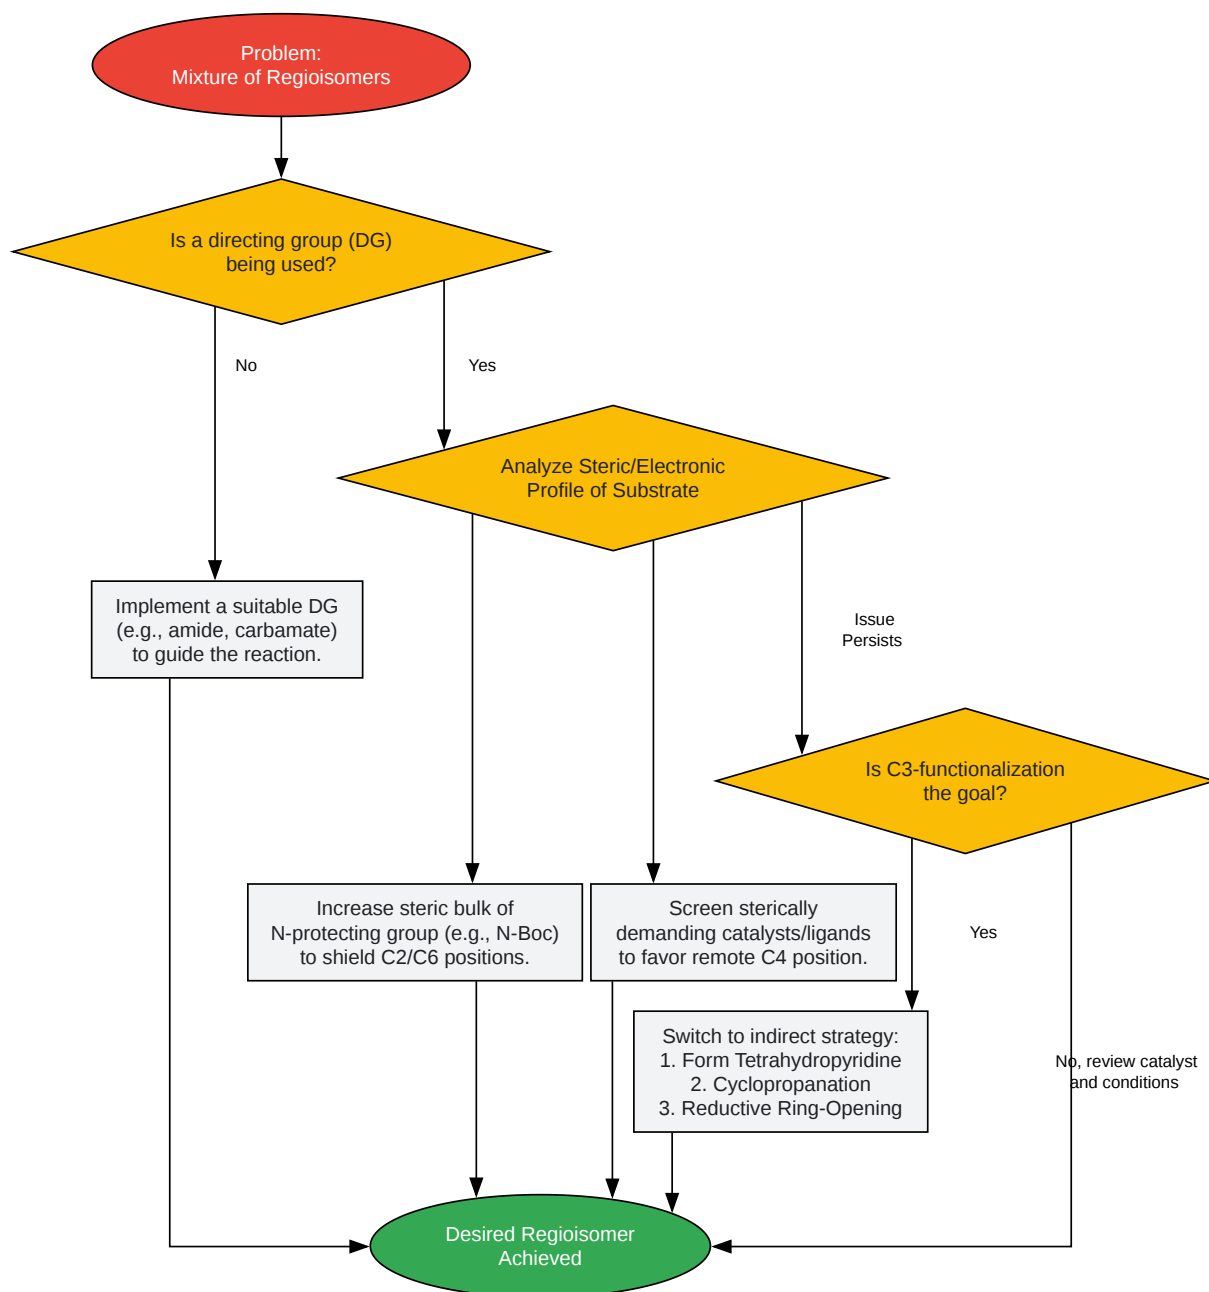 Problem:
Mixture of Regioisomers
Is a directing group (DG)
being used?
No
Yes
Analyze Steric/Electronic
Profile of Substrate
Implement a suitable DG
(e.g., amide, carbamate)
to guide the reaction.
Issue
Persists
Is C3-functionalization
the goal?
Increase steric bulk of
N-protecting group (e.g., N-Boc)
to shield C2/C6 positions.
Screen sterically
demanding catalysts/ligands
to favor remote C4 position.
Yes
Switch to indirect strategy:
1. Form Tetrahydropyridine
2. Cyclopropanation
3. Reductive Ring-Opening
No, review catalyst
and conditions
Desired Regioisomer
Achieved